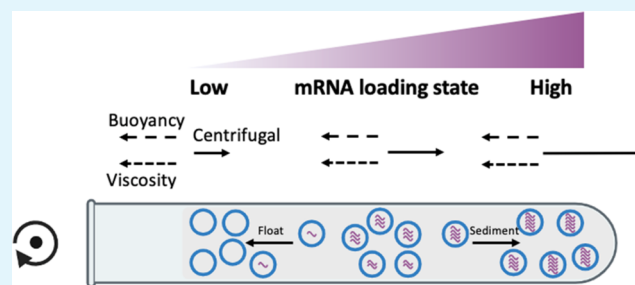 Low mRNA loading state High
Buoyancy
Centrifugal
Viscosity
Float
Sediment